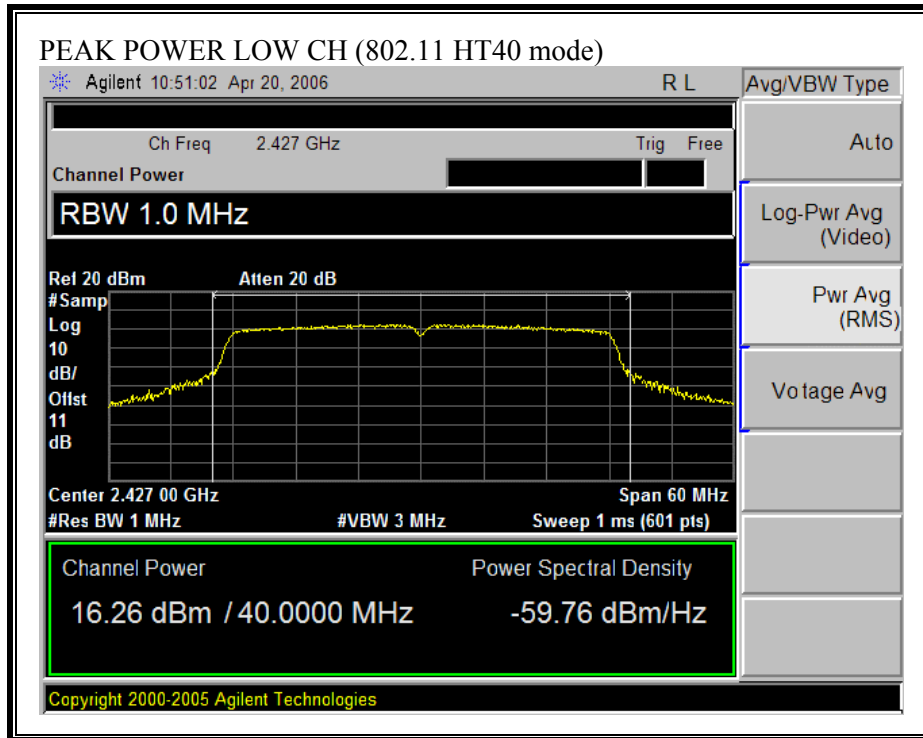 PEAK POWER LOW CH (802.11 HT40 mode)
Agilent 10:51:02 Apr 20, 2006 R L
Avg/VBW Type
Ch Freq 2.427 GHz Trig Free
Channel Power
RBW 1.0 MHz
Ref 20 dBm Atten 20 dB
#Samp
Log
10
dB/
Offst
11
dB
Center 2.427 00 GHz Span 60 MHz
#Res BW 1 MHz #VBW 3 MHz Sweep 1 ms (601 pts)
Channel Power Power Spectral Density
16.26 dBm / 40.0000 MHz -59.76 dBm/Hz
Copyright 2000-2005 Agilent Technologies
Auto
Log-Pwr Avg
(Video)
Pwr Avg
(RMS)
Voltage Avg